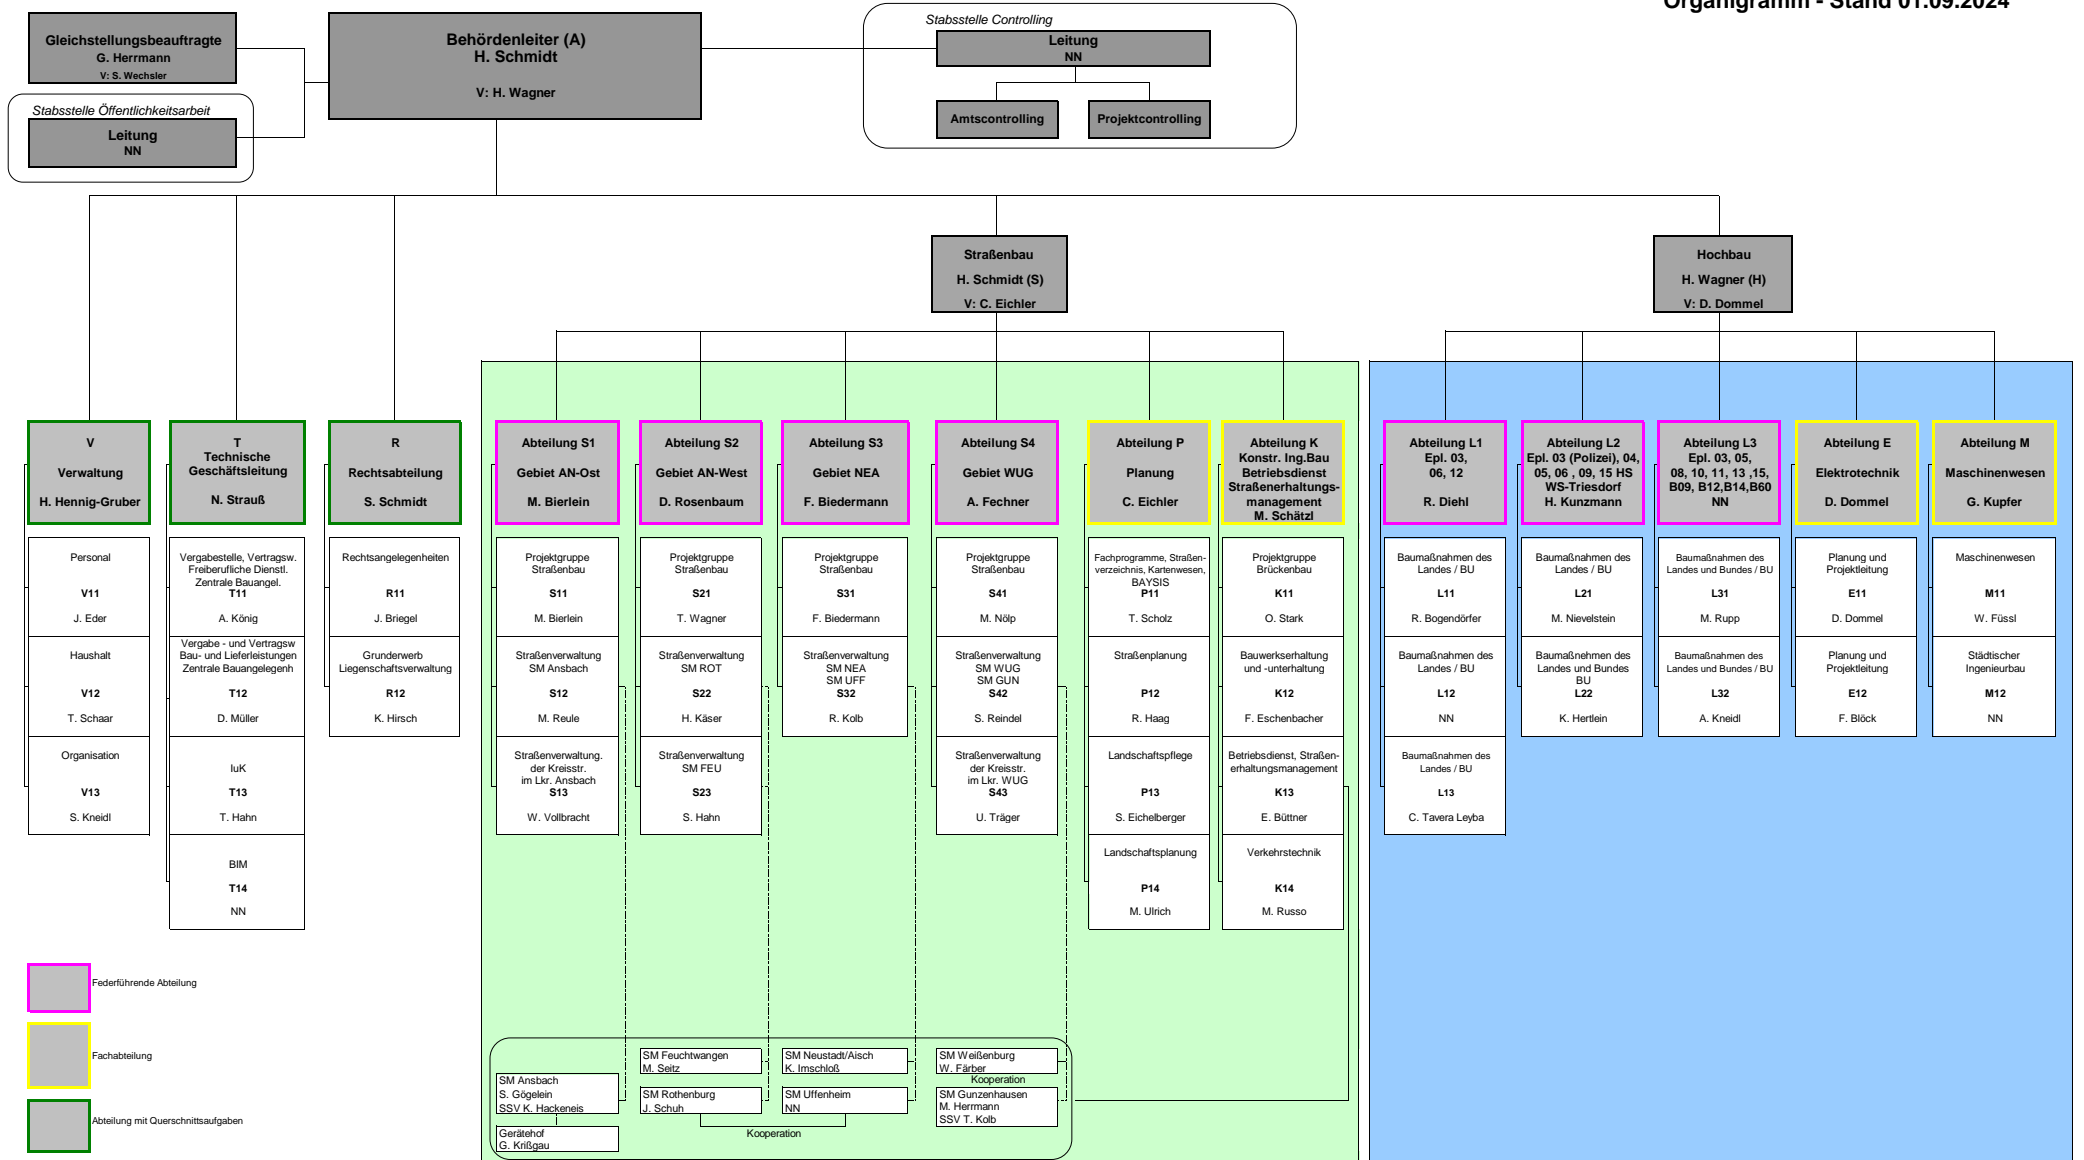 Organigramm - Stand 01.09.2024
Gleichstellungsbeauftragte
G. Herrmann
V: S. Wechsler
Stabsstelle Öffentlichkeitsarbeit
Leitung
NN
Behördenleiter (A)
H. Schmidt
V: H. Wagner
Stabsstelle Controlling
Leitung
NN
Amtscontrolling
Projektcontrolling
Straßenbau
H. Schmidt (S)
V: C. Eichler
Hochbau
H. Wagner (H)
V: D. Dommel
V
Verwaltung
H. Hennig-Gruber
Personal
V11
J. Eder
Haushalt
V12
T. Schaar
Organisation
V13
S. Kneidl
T
Technische
Geschäftsleitung
N. Strauß
Vergabestelle, Vertragsw.
Freiberufliche Dienstl.
Zentrale Bauangel.
T11
A. König
Vergabe - und Vertragsw
Bau- und Lieferleistungen
Zentrale Bauangelegenh
T12
D. Müller
IuK
T13
T. Hahn
BIM
T14
NN
R
Rechtsabteilung
S. Schmidt
Rechtsangelegenheiten
R11
J. Briegel
Grunderwerb
Liegenschaftsverwaltung
R12
K. Hirsch
Abteilung S1
Gebiet AN-Ost
M. Bierlein
Projektgruppe
Straßenbau
S11
M. Bierlein
Straßenverwaltung
SM Ansbach
S12
M. Reule
Straßenverwaltung.
der Kreisstr.
im Lkr. Ansbach
S13
W. Vollbracht
Abteilung S2
Gebiet AN-West
D. Rosenbaum
Projektgruppe
Straßenbau
S21
T. Wagner
Straßenverwaltung
SM ROT
S22
H. Käser
Straßenverwaltung
SM FEU
S23
S. Hahn
Abteilung S3
Gebiet NEA
F. Biedermann
Projektgruppe
Straßenbau
S31
F. Biedermann
Straßenverwaltung
SM NEA
SM UFF
S32
R. Kolb
Abteilung S4
Gebiet WUG
A. Fechner
Projektgruppe
Straßenbau
S41
M. Nölp
Straßenverwaltung
SM WUG
SM GUN
S42
S. Reindel
Straßenverwaltung
der Kreisstr.
im Lkr. WUG
S43
U. Träger
Abteilung P
Planung
C. Eichler
Fachprogramme, Straßen-
verzeichnis, Kartenwesen,
BAYSIS
P11
T. Scholz
Straßenplanung
P12
R. Haag
Landschaftspflege
P13
S. Eichelberger
Landschaftsplanung
P14
M. Ulrich
Abteilung K
Konstr. Ing.Bau
Betriebsdienst
Straßenerhaltungs-
management
M. Schätzl
Projektgruppe
Brückenbau
K11
O. Stark
Bauwerkserhaltung
und -unterhaltung
K12
F. Eschenbacher
Betriebsdienst, Straßen-
erhaltungsmanagement
K13
E. Büttner
Verkehrstechnik
K14
M. Russo
Abteilung L1
Epl. 03,
06, 12
R. Diehl
Baumaßnahmen des
Landes / BU
L11
R. Bogendörfer
Baumaßnahmen des
Landes / BU
L12
NN
Baumaßnahmen des
Landes / BU
L13
C. Tavera Leyba
Abteilung L2
Epl. 03 (Polizei), 04,
05, 06 , 09, 15 HS
WS-Triesdorf
H. Kunzmann
Baumaßnahmen des
Landes / BU
L21
M. Nievelstein
Baumaßnehmen des
Landes und Bundes
BU
L22
K. Hertlein
Abteilung L3
Epl. 03, 05,
08, 10, 11, 13 ,15,
B09, B12,B14,B60
NN
Baumaßnahmen des
Landes und Bundes / BU
L31
M. Rupp
Baumaßnahmen des
Landes und Bundes / BU
L32
A. Kneidl
Abteilung E
Elektrotechnik
D. Dommel
Planung und
Projektleitung
E11
D. Dommel
Planung und
Projektleitung
E12
F. Blöck
Abteilung M
Maschinenwesen
G. Kupfer
Maschinenwesen
M11
W. Füssl
Städtischer
Ingenieurbau
M12
NN
Federführende Abteilung
Fachabteilung
Abteilung mit Querschnittsaufgaben
SM Ansbach
S. Gögelein
SSV K. Hackeneis
Gerätehof
G. Krißgau
SM Feuchtwangen
M. Seitz
SM Rothenburg
J. Schuh
SM Neustadt/Aisch
K. Imschloß
SM Uffenheim
NN
Kooperation
SM Weißenburg
W. Färber
Kooperation
SM Gunzenhausen
M. Herrmann
SSV T. Kolb